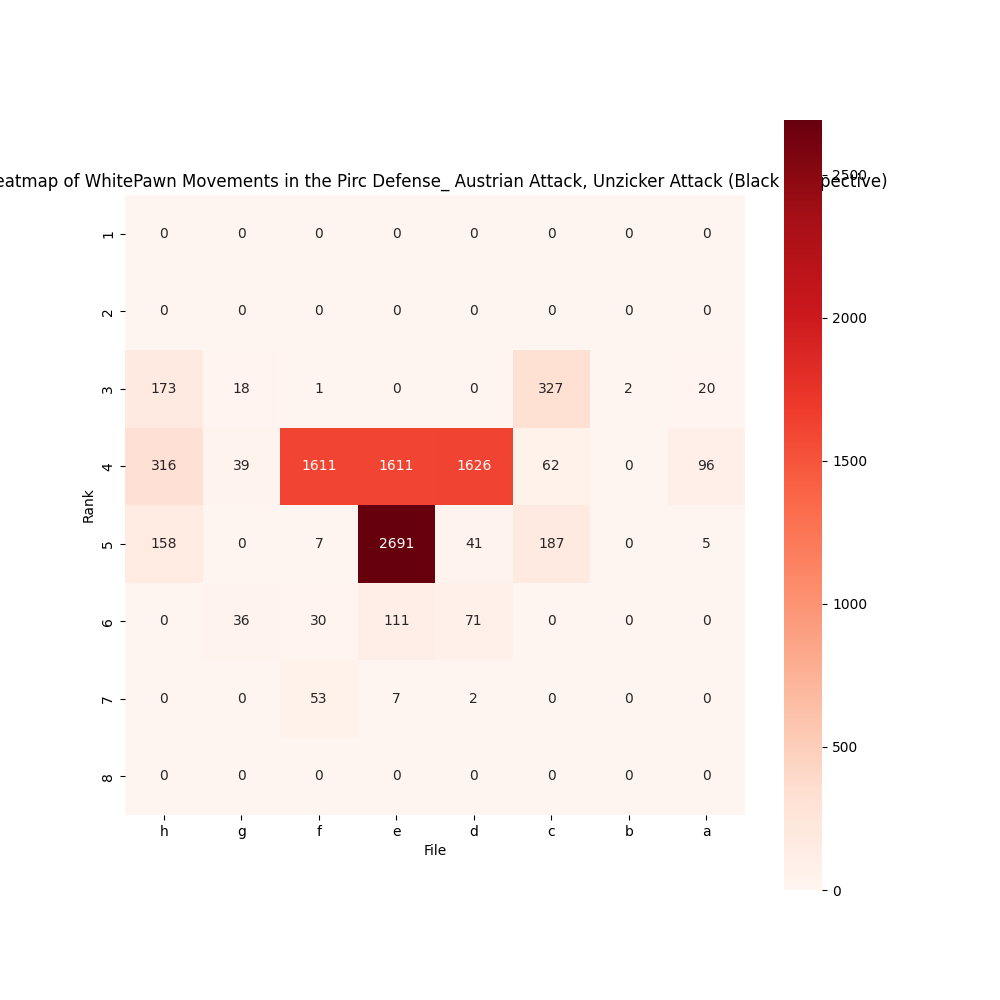 eatmap of WhitePawn Movements in the Pirc Defense_ Austrian Attack, Unzicker Attack (Black pective)
2500
1 0 0 0 0 0 0 0 0
2 0 0 0 0 0 0 0 0
2000
3 173 18 1 0 0 327 2 20
4 316 39 1611 1611 1626 62 0 96
1500
Rank
5 158 0 7 2691 41 187 0 5
1000
6 0 36 30 111 71 0 0 0
7 0 0 53 7 2 0 0 0
500
8 0 0 0 0 0 0 0 0
h g f e d c b a
File
0